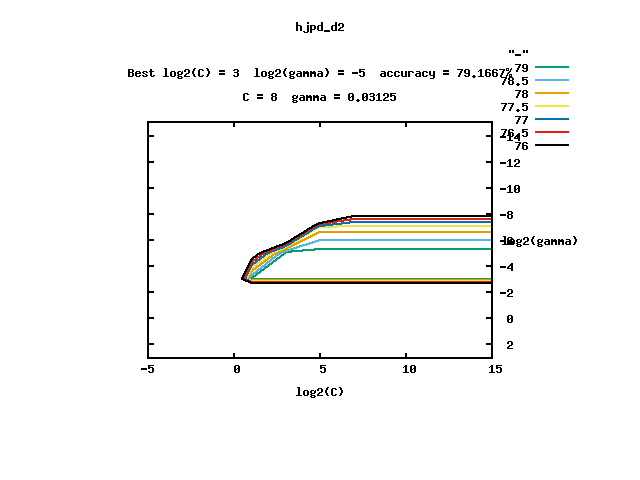 hjpd_d2
"-"
Best log2(C) = 3  log2(gamma) = -5  accuracy = 79.1667%
79
78.5
78
C = 8  gamma = 0.03125
77.5
77
76.5
76
-14
-12
-10
-8
-6
log2(gamma)
-4
-2
0
2
-5 0 5 10 15
log2(C)